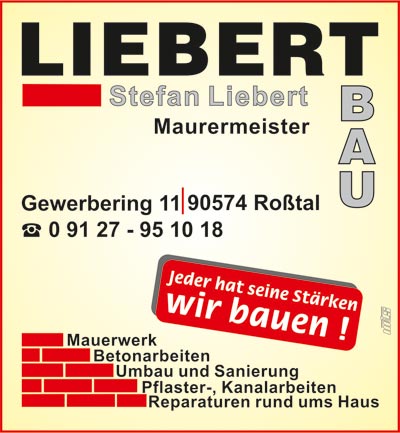 LIEBERT
Stefan Liebert
BAU
Maurermeister
Gewerbering 11 90574 Roßtal
☎ 0 91 27 - 95 10 18
Jeder hat seine Stärken
wir bauen !
Mauerwerk
Betonarbeiten
Umbau und Sanierung
Pflaster-, Kanalarbeiten
Reparaturen rund ums Haus